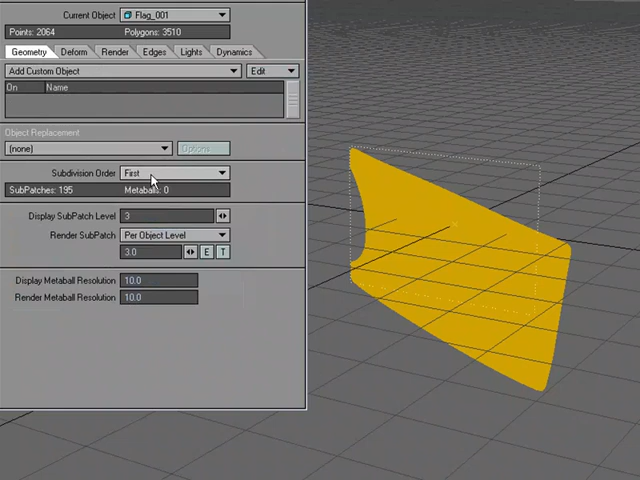 Current Object Flag_001
Points: 2064 Polygons: 3510
Geometry Deform Render Edges Lights Dynamics
Add Custom Object Edit
On Name
Object Replacement
(none) Options
Subdivision Order First
SubPatches: 195 Metaballs: 0
Display SubPatch Level 3
Render SubPatch Per Object Level
3.0 E T
Display Metaball Resolution 10.0
Render Metaball Resolution 10.0